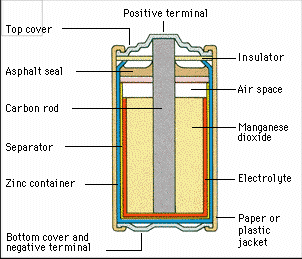 Positive terminal
Top cover
Insulator
Asphalt seal
Air space
Carbon rod
Manganese
dioxide
Separator
Electrolyte
Zinc container
Paper or
plastic
jacket
Bottom cover and
negative terminal